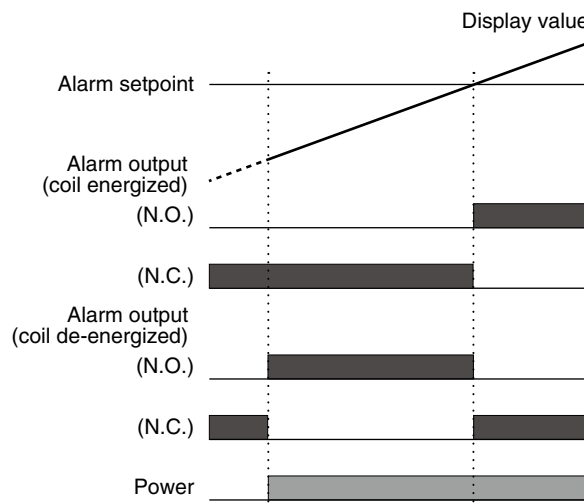 Display value
Alarm setpoint
Alarm output
(coil energized)
(N.O.)
(N.C.)
Alarm output
(coil de-energized)
(N.O.)
(N.C.)
Power